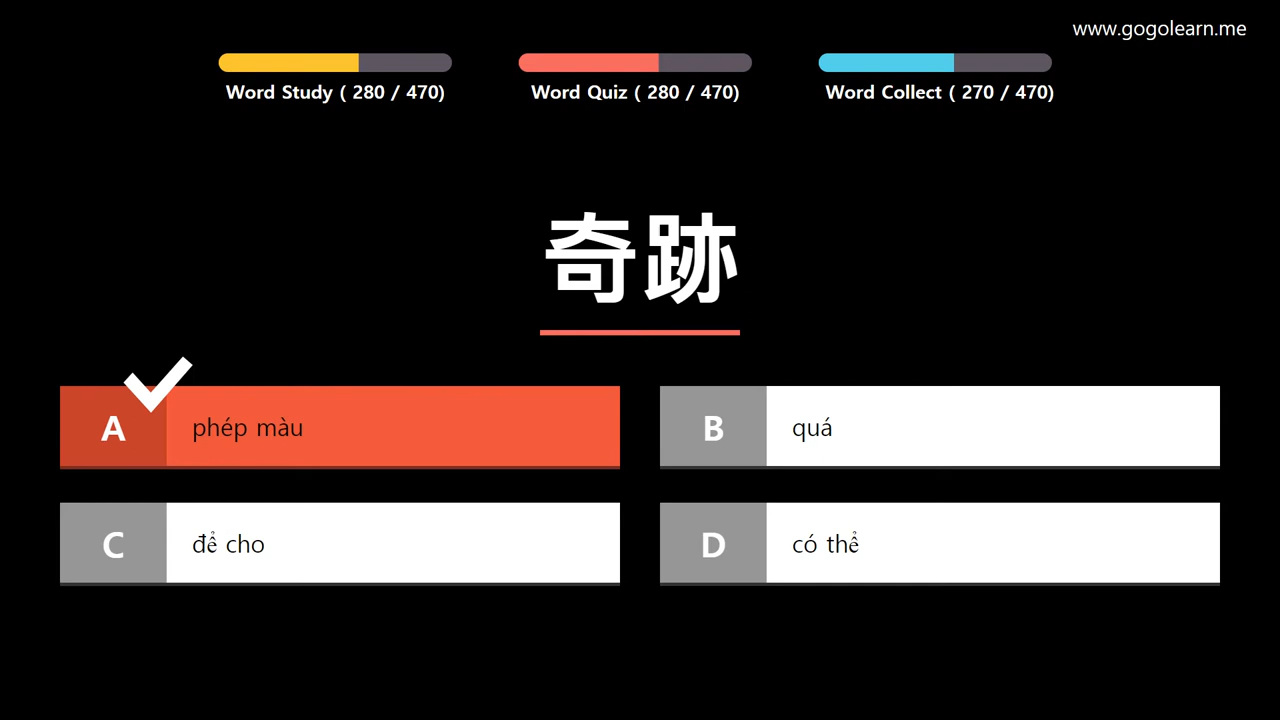 www.gogolearn.me
Word Study ( 280 / 470)
Word Quiz ( 280 / 470)
Word Collect ( 270 / 470)
奇跡
A
phép màu
B
quá
C
để cho
D
có thể